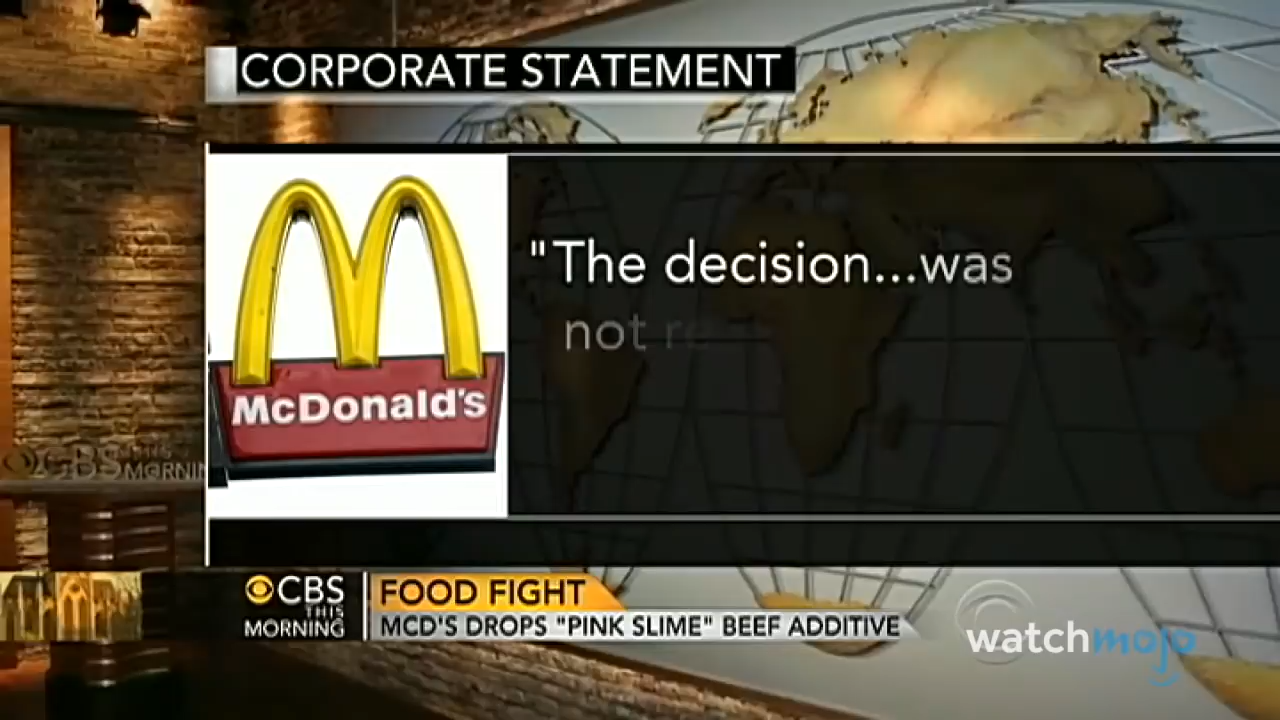 CORPORATE STATEMENT
"The decision...was
not
McDonald's
CBS
THIS
MORNING
FOOD FIGHT
MCD'S DROPS "PINK SLIME" BEEF ADDITIVE
watchmojo